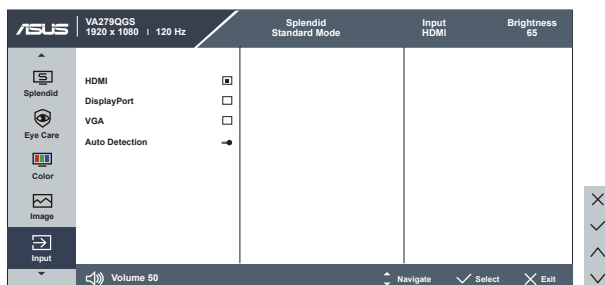 ASUS
VA279QGS
1920 x 1080 | 120 Hz
Splendid
Standard Mode
Input
HDMI
Brightness
65
Splendid
Eye Care
Color
Image
Input
HDMI
DisplayPort
VGA
Auto Detection
Volume 50
Navigate
Select
Exit